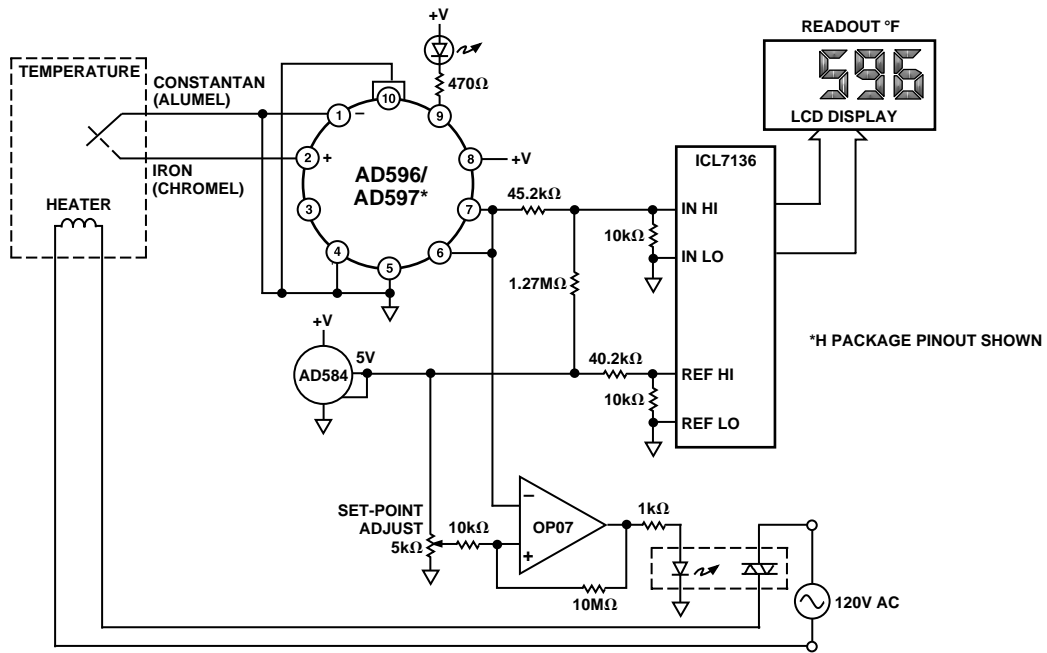 +V
READOUT °F
596
LCD DISPLAY
TEMPERATURE
CONSTANTAN
(ALUMEL)
IRON
(CHROMEL)
HEATER
470Ω
10
1
−
9
2
+
8
+V
AD596/
AD597*
3
7
4
6
5
45.2kΩ
ICL7136
IN HI
10kΩ
IN LO
1.27MΩ
*H PACKAGE PINOUT SHOWN
+V
5V
AD584
40.2kΩ
REF HI
10kΩ
REF LO
SET-POINT
ADJUST
5kΩ
10kΩ
−
OP07
+
1kΩ
10MΩ
120V AC